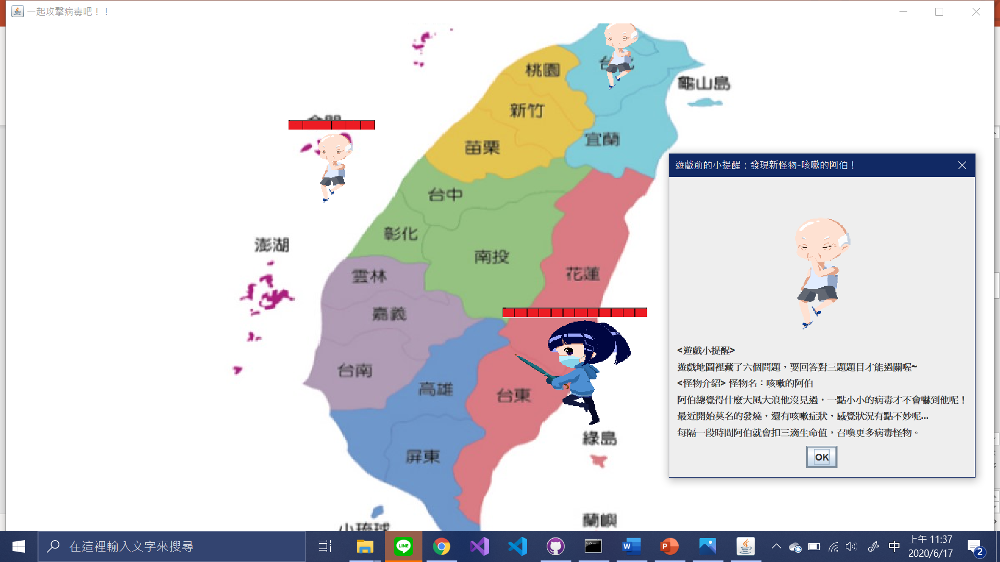 一起攻擊病毒吧！！
桃園
龜山島
新竹
宜蘭
苗栗
台中
彰化
澎湖
南投
雲林
花蓮
嘉義
台南
高雄
台東
綠島
屏東
蘭嶼
小琉球
遊戲前的小提醒：發現新怪物-咳嗽的阿伯！
<遊戲小提醒>
遊戲地圖裡藏了六個問題，要回答對三題題目才能過關喔~
<怪物介紹> 怪物名：咳嗽的阿伯
阿伯總覺得什麼大風大浪他沒見過，一點小小的病毒才不會嚇到他呢！
最近開始莫名的發燒，還有咳嗽症狀，感覺狀況有點不妙呢...
每隔一段時間阿伯就會扣三滴生命值，召喚更多病毒怪物。
OK
在這裡輸入文字來搜尋
LINE
中
上午 11:37
2020/6/17
2